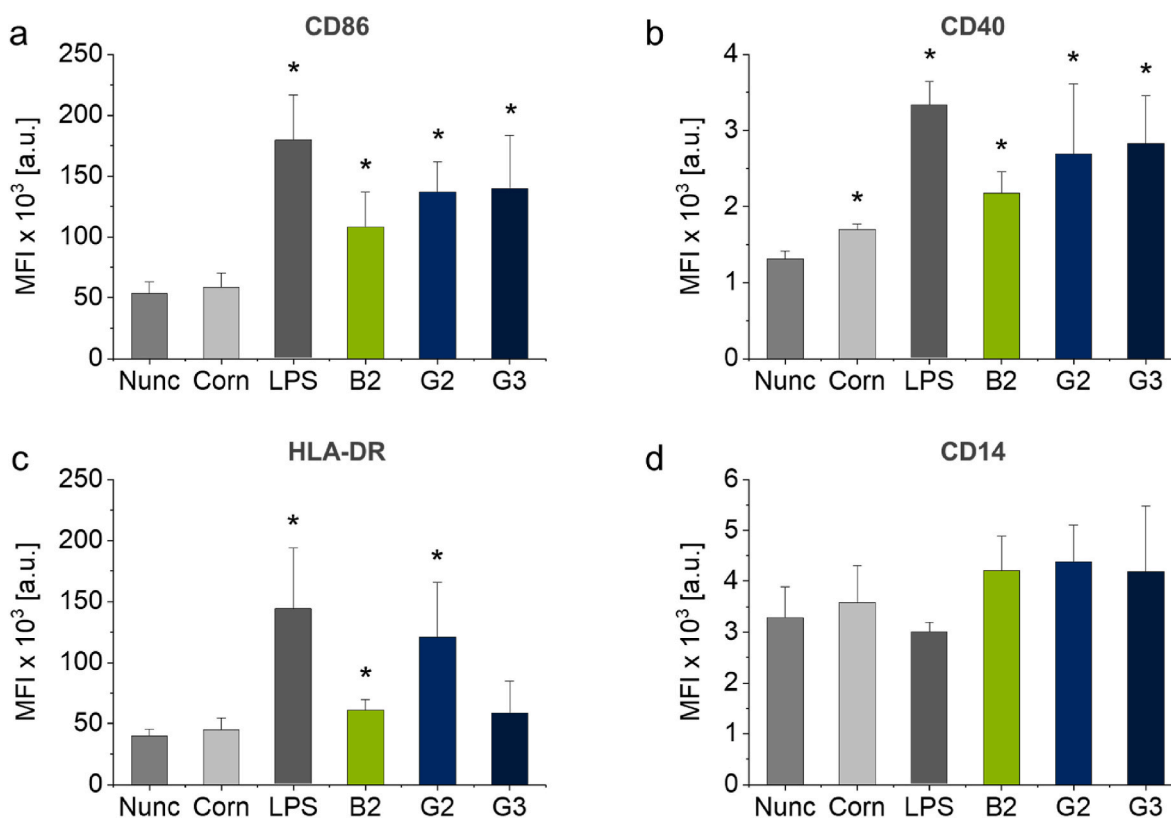 a
CD86
MFI x 10³ [a.u.]
250
200
150
100
50
0
*
*
*
*
Nunc Corn LPS B2 G2 G3
b
CD40
MFI x 10³ [a.u.]
4
3
2
1
0
*
*
*
*
*
Nunc Corn LPS B2 G2 G3
c
HLA-DR
MFI x 10³ [a.u.]
250
200
150
100
50
0
*
*
*
Nunc Corn LPS B2 G2 G3
d
CD14
MFI x 10³ [a.u.]
6
5
4
3
2
1
0
Nunc Corn LPS B2 G2 G3